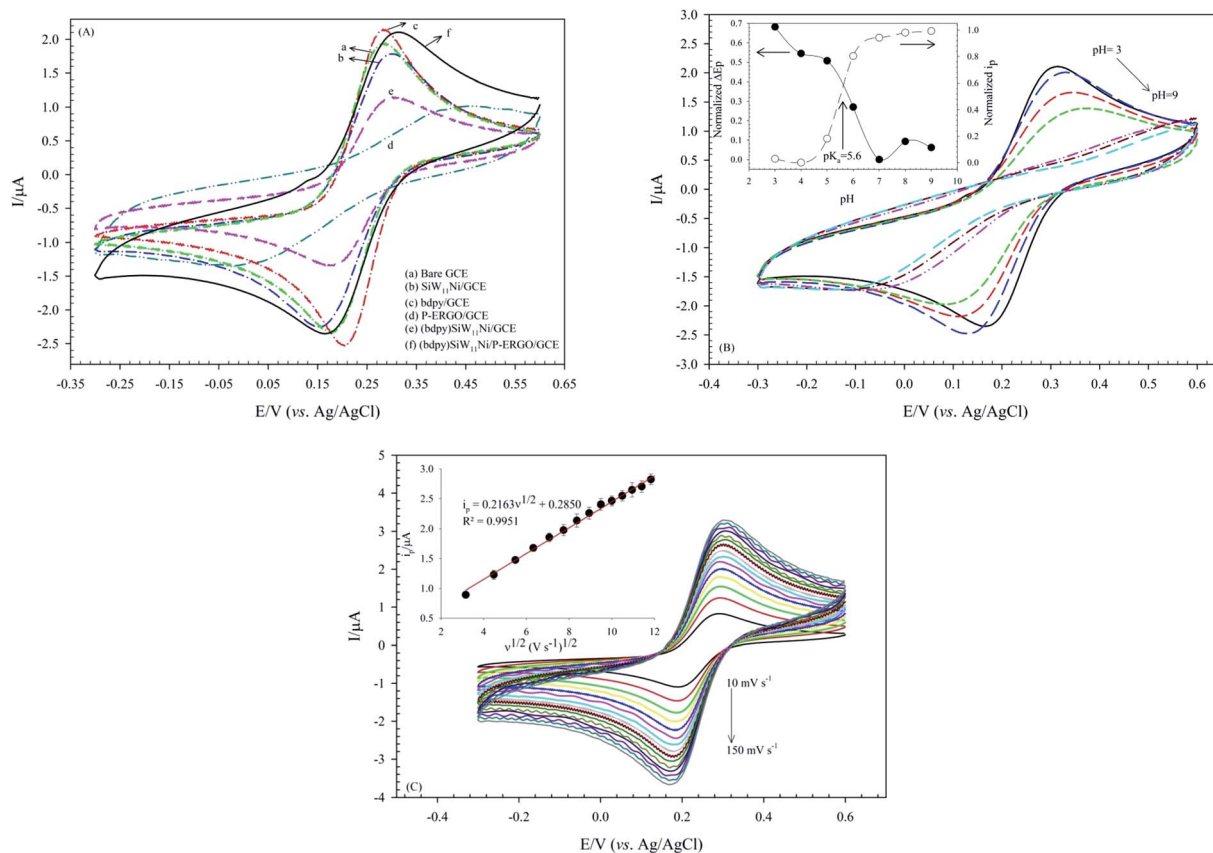 (A)
2.0
1.5
1.0
0.5
0.0
-0.5
-1.0
-1.5
-2.0
-2.5
I/µA
a
b
c
d
e
f
(a) Bare GCE
(b) SiW₁₁Ni/GCE
(c) bdpy/GCE
(d) P-ERGO/GCE
(e) (bdpy)SiW₁₁Ni/GCE
(f) (bdpy)SiW₁₁Ni/P-ERGO/GCE
-0.35 -0.25 -0.15 -0.05 0.05 0.15 0.25 0.35 0.45 0.55 0.65
E/V (vs. Ag/AgCl)
3.0
2.5
2.0
1.5
1.0
0.5
0.0
-0.5
-1.0
-1.5
-2.0
-2.5
-3.0
I/µA
0.7
0.6
0.5
0.4
0.3
0.2
0.1
0.0
Normalized ΔEp
1.0
0.8
0.6
0.4
0.2
0.0
Normalized ip
pKₐ=5.6
2 3 4 5 6 7 8 9 10
pH
pH= 3
pH=9
(B)
-0.4 -0.3 -0.2 -0.1 0.0 0.1 0.2 0.3 0.4 0.5 0.6
E/V (vs. Ag/AgCl)
5
4
3
2
1
0
-1
-2
-3
-4
I/µA
3.0
2.5
2.0
1.5
1.0
0.5
iₚ/µA
iₚ = 0.2163ν¹/² + 0.2850
R² = 0.9951
2 4 6 8 10 12
ν¹/² (V s⁻¹)¹/²
10 mV s⁻¹
150 mV s⁻¹
(C)
-0.4 -0.2 0.0 0.2 0.4 0.6
E/V (vs. Ag/AgCl)